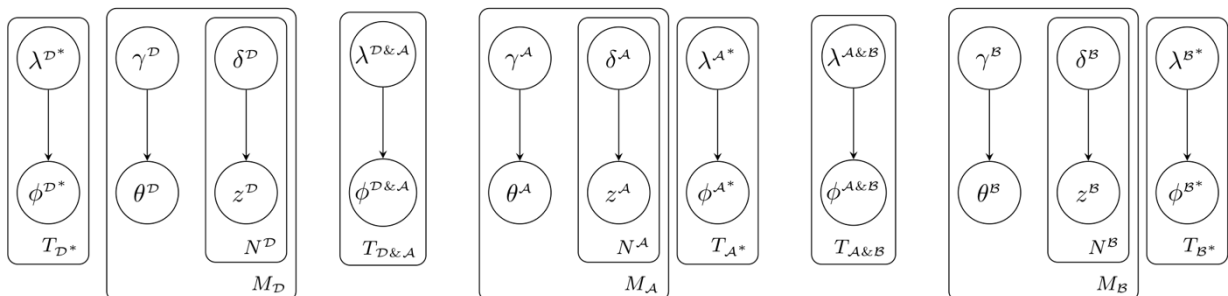 λ^{𝒟*} γ^𝒟 δ^𝒟 λ^{𝒟&𝒜} γ^𝒜 δ^𝒜 λ^{𝒜*} λ^{𝒜&ℬ} γ^ℬ δ^ℬ λ^{ℬ*}
ϕ^{𝒟*} θ^𝒟 z^𝒟 ϕ^{𝒟&𝒜} θ^𝒜 z^𝒜 ϕ^{𝒜*} ϕ^{𝒜&ℬ} θ^ℬ z^ℬ ϕ^{ℬ*}
T_{𝒟*} N^𝒟 T_{𝒟&𝒜} N^𝒜 T_{𝒜*} T_{𝒜&ℬ} N^ℬ T_{ℬ*}
M_𝒟 M_𝒜 M_ℬ